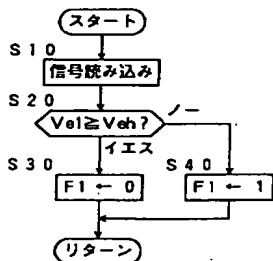 スタート
S10
信号読み込み
S20
Vel≧Veh?
ノー
イエス
S30
S40
F1 ← 0
F1 ← 1
リターン